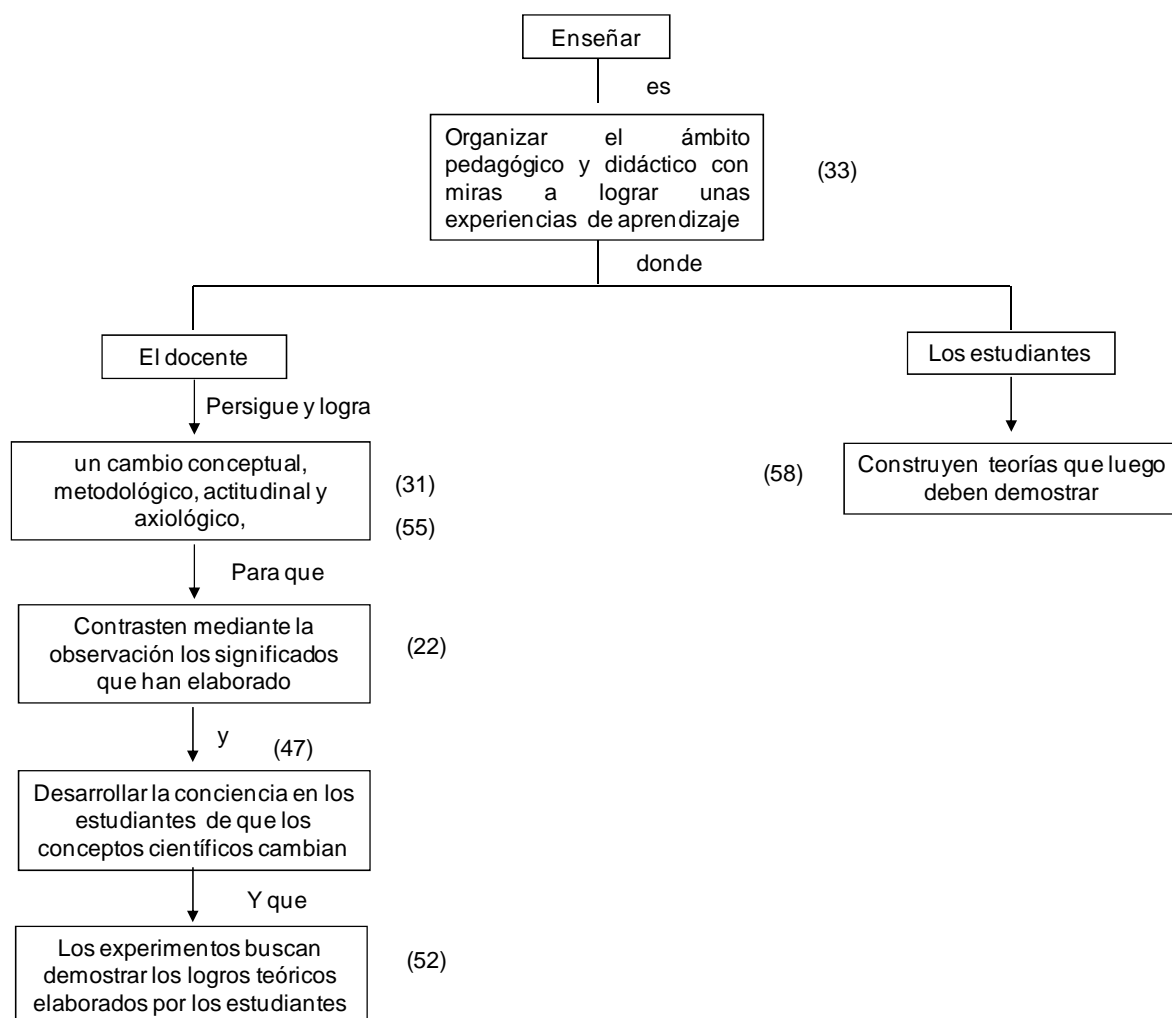 Enseñar
es
Organizar el ámbito
pedagógico y didáctico con
miras a lograr unas
experiencias de aprendizaje
(33)
donde
El docente
Los estudiantes
Persigue y logra
un cambio conceptual,
metodológico, actitudinal y
axiológico,
(31)
(55)
(58)
Construyen teorías que luego
deben demostrar
Para que
Contrasten mediante la
observación los significados
que han elaborado
(22)
y
(47)
Desarrollar la conciencia en los
estudiantes de que los
conceptos científicos cambian
Y que
Los experimentos buscan
demostrar los logros teóricos
elaborados por los estudiantes
(52)